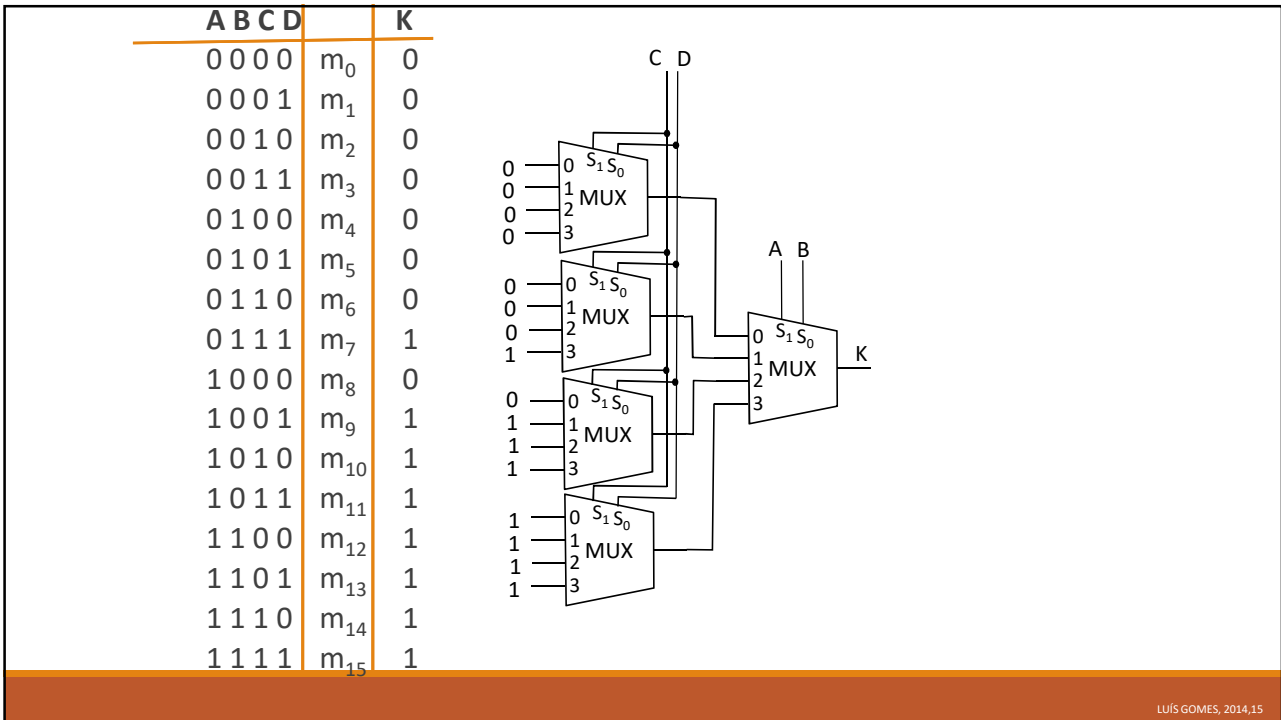 A B C D K
0 0 0 0 m0 0
0 0 0 1 m1 0
0 0 1 0 m2 0
0 0 1 1 m3 0
0 1 0 0 m4 0
0 1 0 1 m5 0
0 1 1 0 m6 0
0 1 1 1 m7 1
1 0 0 0 m8 0
1 0 0 1 m9 1
1 0 1 0 m10 1
1 0 1 1 m11 1
1 1 0 0 m12 1
1 1 0 1 m13 1
1 1 1 0 m14 1
1 1 1 1 m15 1
C D
0 0 S1 S0
0 1 MUX
0 2
0 3
0 0 S1 S0
0 1 MUX
0 2
1 3
0 0 S1 S0
1 1 MUX
1 2
1 3
1 0 S1 S0
1 1 MUX
1 2
1 3
A B
0 S1 S0
1 MUX K
2
3
LUÍS GOMES, 2014,15